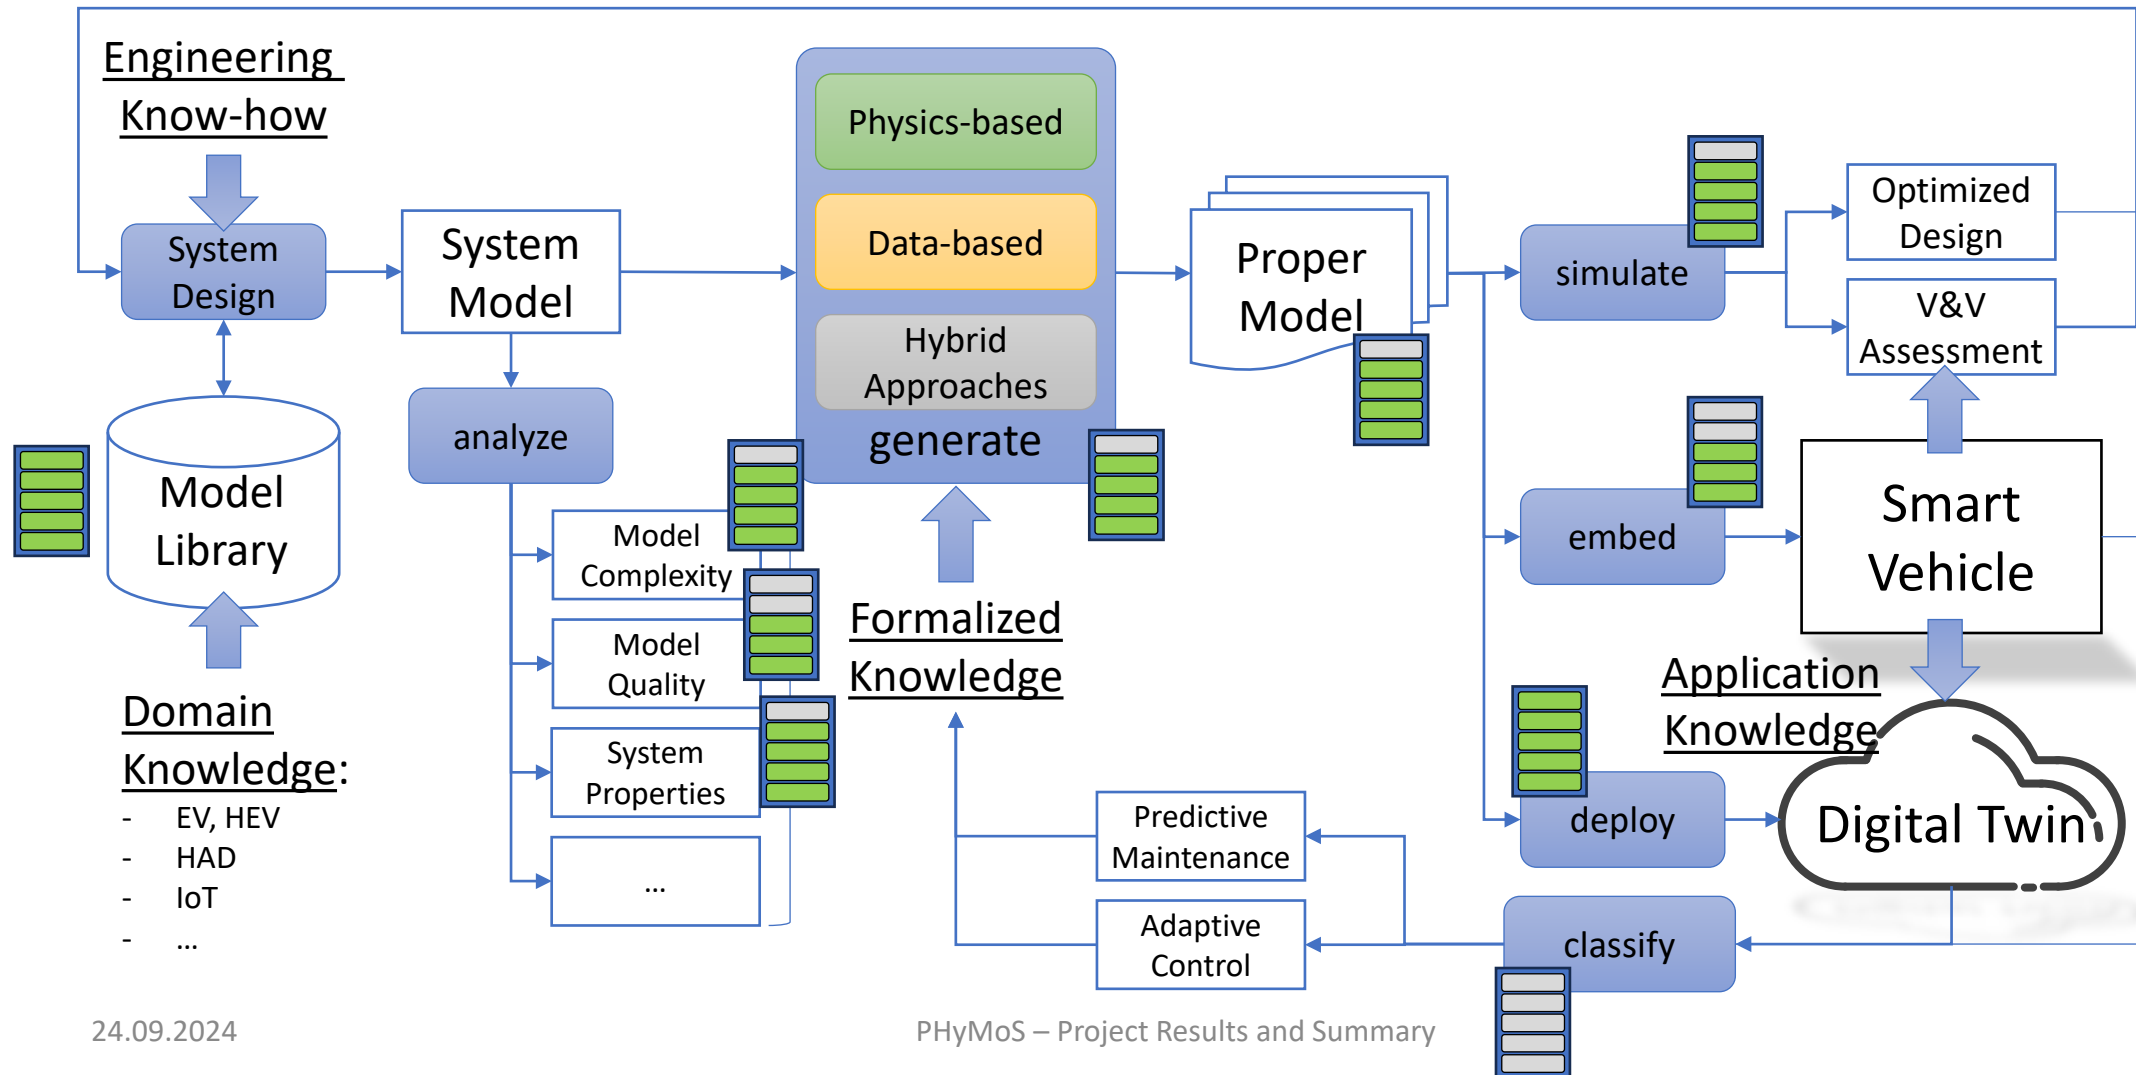 Engineering
Know-how
System
Design
Model
Library
Domain
Knowledge:
- EV, HEV
- HAD
- IoT
- ...
System
Model
analyze
Model
Complexity
Model
Quality
System
Properties
...
Physics-based
Data-based
Hybrid
Approaches
generate
Formalized
Knowledge
Proper
Model
simulate
Optimized
Design
V&V
Assessment
embed
Smart
Vehicle
Application
Knowledge
deploy
Digital Twin
Predictive
Maintenance
Adaptive
Control
classify
24.09.2024
PHyMoS – Project Results and Summary